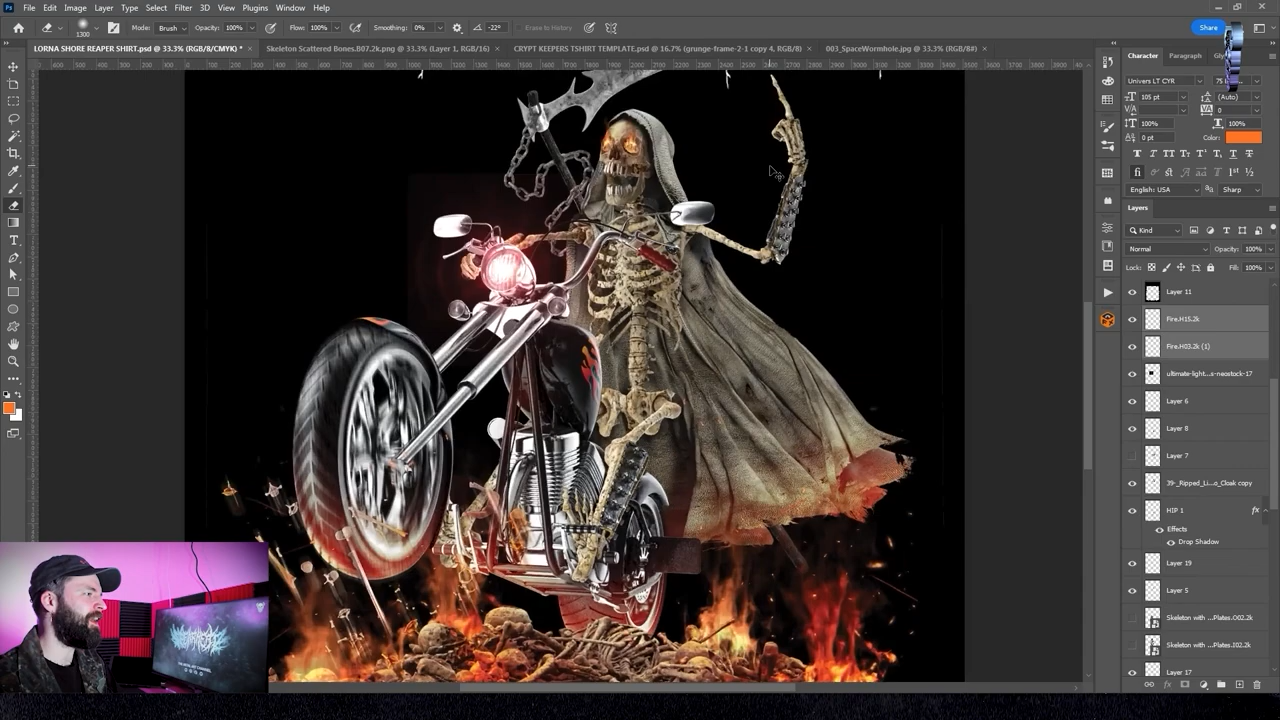 Ps File Edit Image Layer Type Select Filter 3D View Plugins Window Help
1300 Mode: Brush Opacity: 100% Flow: 100% Smoothing: 0% -22° Erase to History Share
LORNA SHORE REAPER SHIRT.psd @ 33.3% (RGB/8/CMYK) * × Skeleton Scattered Bones.B07.2k.png @ 33.3% (Layer 1, RGB/16) × CRYPT KEEPERS TSHIRT TEMPLATE.psd @ 16.7% (grunge-frame-2-1 copy 4, RGB/8) × 003_SpaceWormhole.jpg @ 33.3% (RGB/8#) ×
Character Paragraph
Univers LT CYR
105 pt (Auto)
0
100% 100%
0 pt Color:
English: USA Sharp
Layers
Kind
Normal Opacity: 100%
Lock: Fill: 100%
Layer 11
Fire.H15.2k
Fire.H03.2k (1)
ultimate-light...s-neostock-17
Layer 6
Layer 8
Layer 7
39-_Ripped_Li...o_Cloak copy
HIP 1 fx
Effects
Drop Shadow
Layer 19
Layer 5
Skeleton with ...Plates.O02.2k
Skeleton with ...Plates.I02.2k
Layer 17